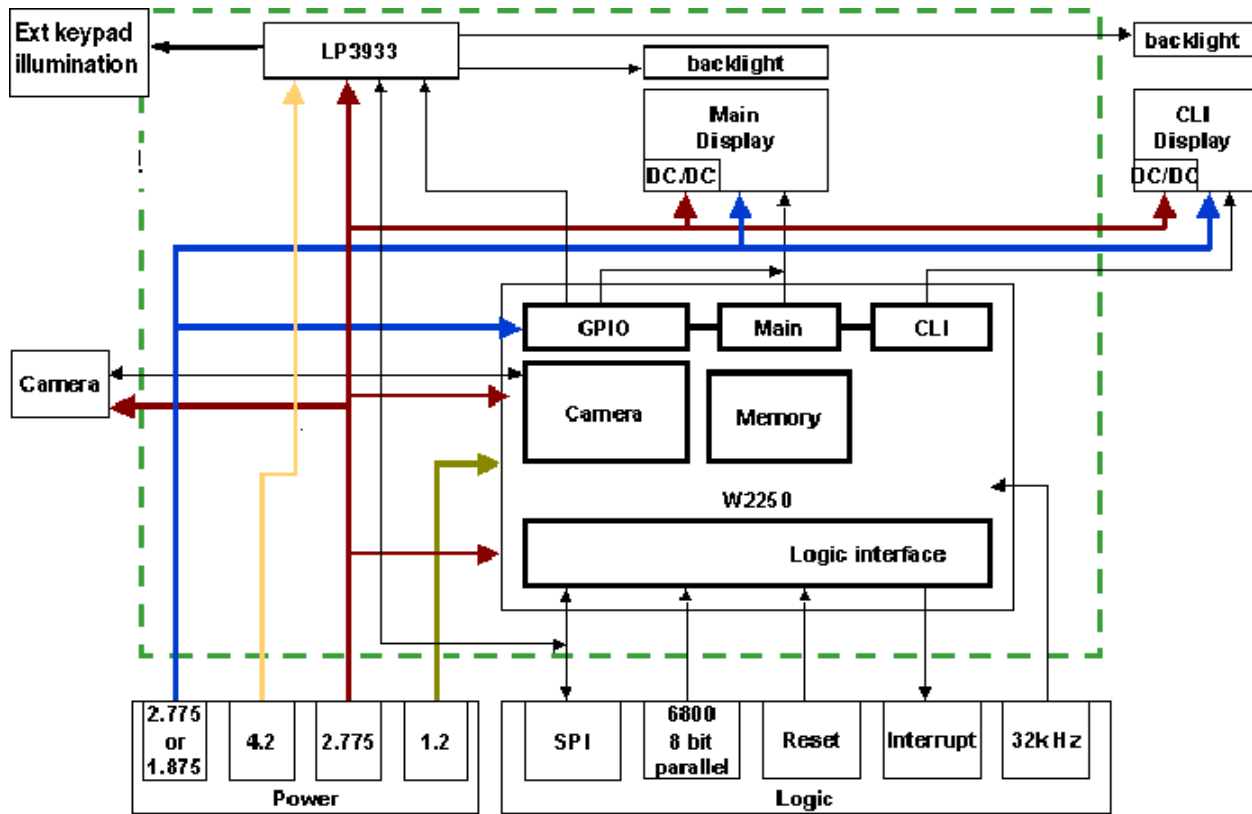 Ext keypad
illumination
LP3933
backlight
backlight
Main
Display
DC/DC
CLI
Display
DC/DC
GPIO
Main
CLI
Camera
Camera
Memory
W2250
Logic interface
2.775
or
1.875
4.2
2.775
1.2
Power
SPI
6800
8 bit
parallel
Reset
Interrupt
32kHz
Logic